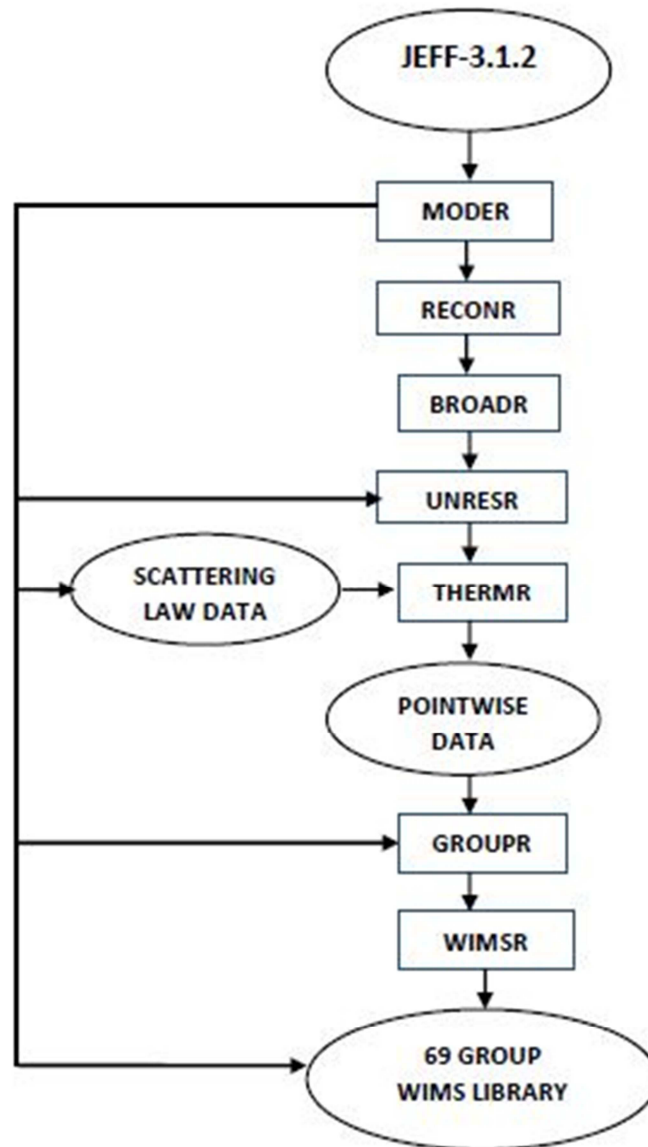 JEFF-3.1.2
MODER
RECONR
BROADR
UNRESR
SCATTERING
LAW DATA
THERMR
POINTWISE
DATA
GROUPR
WIMSR
69 GROUP
WIMS LIBRARY